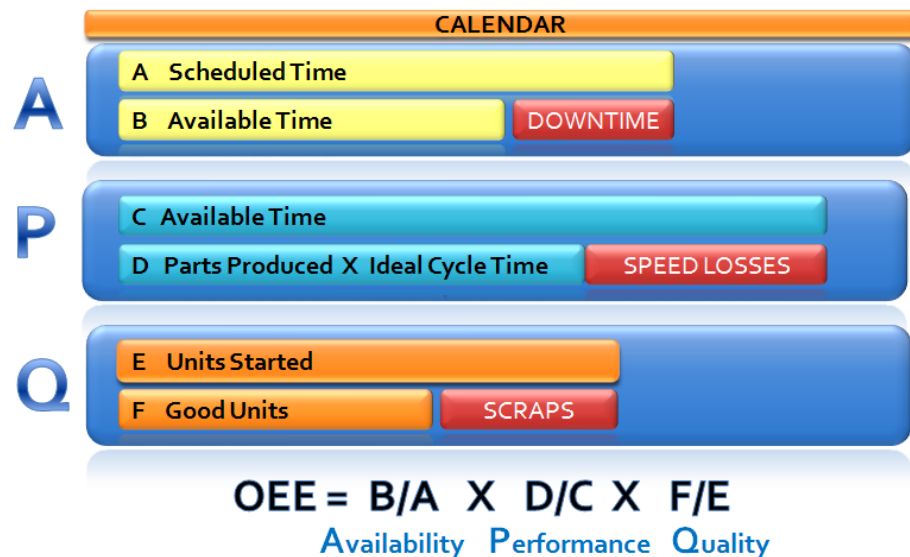 CALENDAR
A
A Scheduled Time
B Available Time DOWNTIME
P
C Available Time
D Parts Produced X Ideal Cycle Time SPEED LOSSES
Q
E Units Started
F Good Units SCRAPS
OEE = B/A X D/C X F/E
Availability Performance Quality